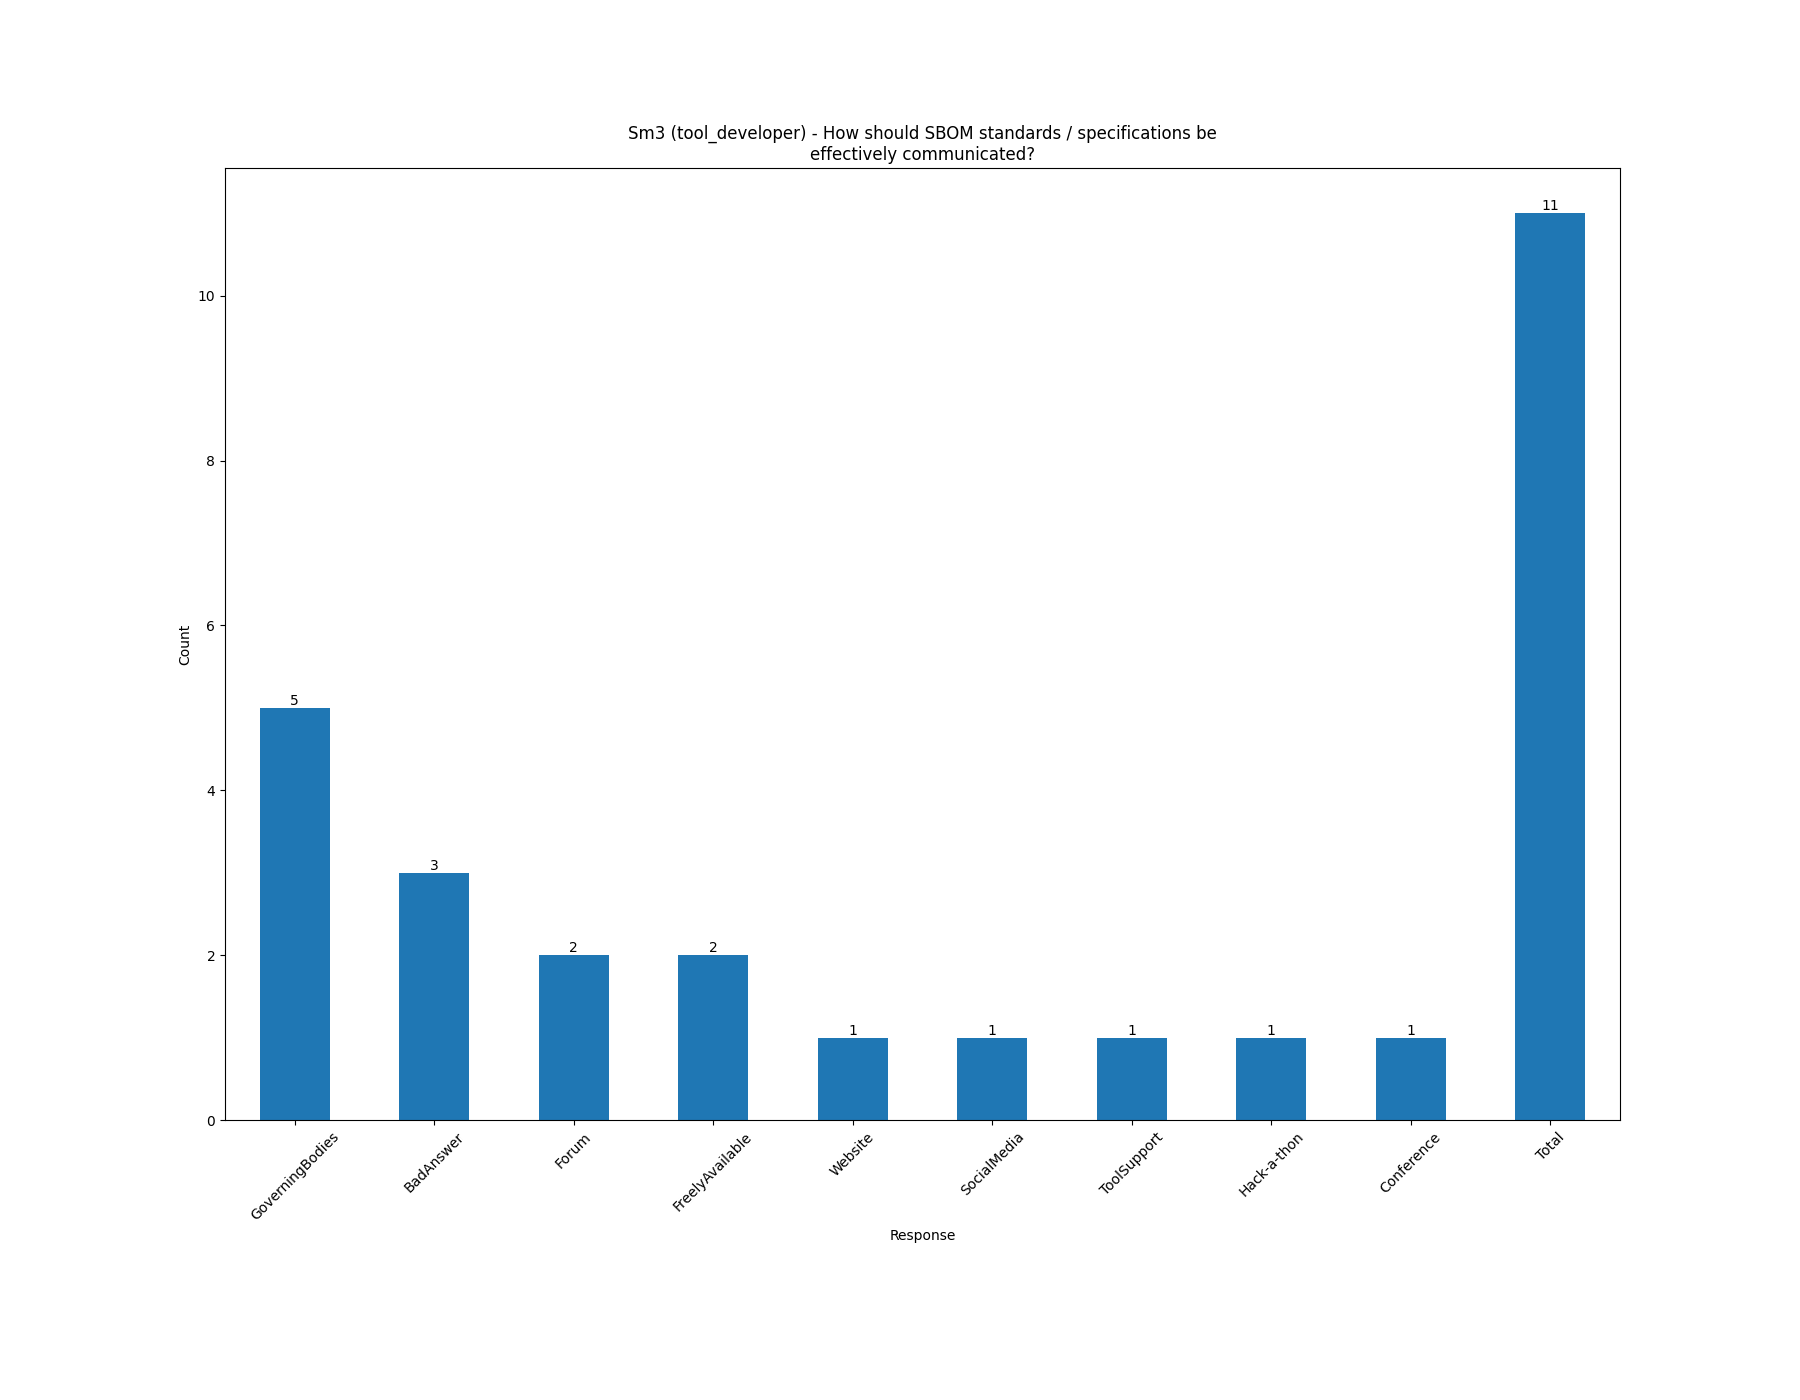 Sm3 (tool_developer) - How should SBOM standards / specifications be
effectively communicated?
11
10
8
6
Count
5
4
3
2
2
2
1
1
1
1
1
0
GoverningBodies
BadAnswer
Forum
FreelyAvailable
Website
SocialMedia
ToolSupport
Hack-a-thon
Conference
Total
Response